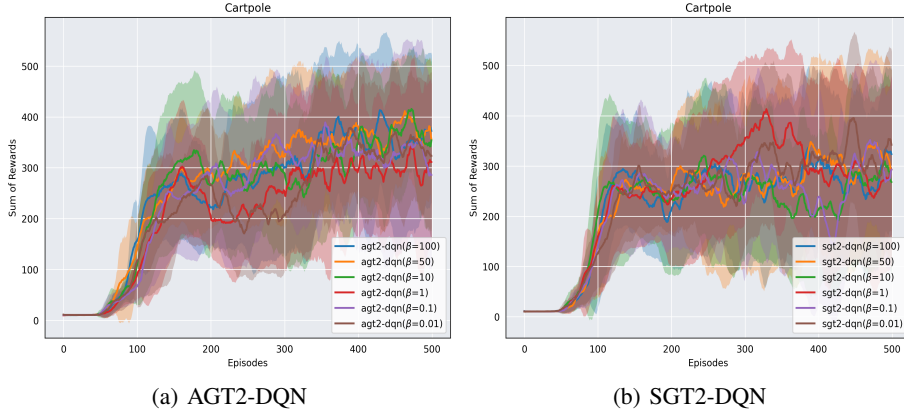 Cartpole
Sum of Rewards
500
400
300
200
100
0
0
100
200
300
400
500
Episodes
agt2-dqn(β=100)
agt2-dqn(β=50)
agt2-dqn(β=10)
agt2-dqn(β=1)
agt2-dqn(β=0.1)
agt2-dqn(β=0.01)
(a) AGT2-DQN
Cartpole
Sum of Rewards
500
400
300
200
100
0
0
100
200
300
400
500
Episodes
sgt2-dqn(β=100)
sgt2-dqn(β=50)
sgt2-dqn(β=10)
sgt2-dqn(β=1)
sgt2-dqn(β=0.1)
sgt2-dqn(β=0.01)
(b) SGT2-DQN